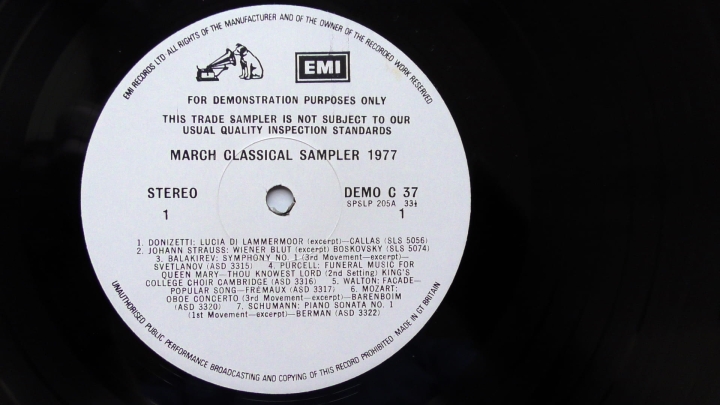 EMI RECORDS LTD ALL RIGHTS OF THE MANUFACTURER AND OF THE OWNER OF THE RECORDED WORK RESERVED
EMI
FOR DEMONSTRATION PURPOSES ONLY
THIS TRADE SAMPLER IS NOT SUBJECT TO OUR
USUAL QUALITY INSPECTION STANDARDS
MARCH CLASSICAL SAMPLER 1977
STEREO
1
DEMO C 37
SPSLP 205A 33⅓
1
1. DONIZETTI: LUCIA DI LAMMERMOOR (excerpt)—CALLAS (SLS 5056)
2. JOHANN STRAUSS: WIENER BLUT (excerpt) BOSKOVSKY (SLS 5074)
3. BALAKIREV: SYMPHONY NO. 1 (3rd Movement—excerpt)—
SVETLANOV (ASD 3315) 4. PURCELL: FUNERAL MUSIC FOR
QUEEN MARY—THOU KNOWEST LORD (2nd Setting) KING'S
COLLEGE CHOIR CAMBRIDGE (ASD 3316) 5. WALTON: FACADE—
POPULAR SONG—FREMAUX (ASD 3317) 6. MOZART:
OBOE CONCERTO (3rd Movement—excerpt)—BARENBOIM
(ASD 3320) 7. SCHUMANN: PIANO SONATA NO. 1
(1st Movement—excerpt)—BERMAN (ASD 3322)
UNAUTHORISED PUBLIC PERFORMANCE BROADCASTING AND COPYING OF THIS RECORD PROHIBITED MADE IN GT BRITAIN